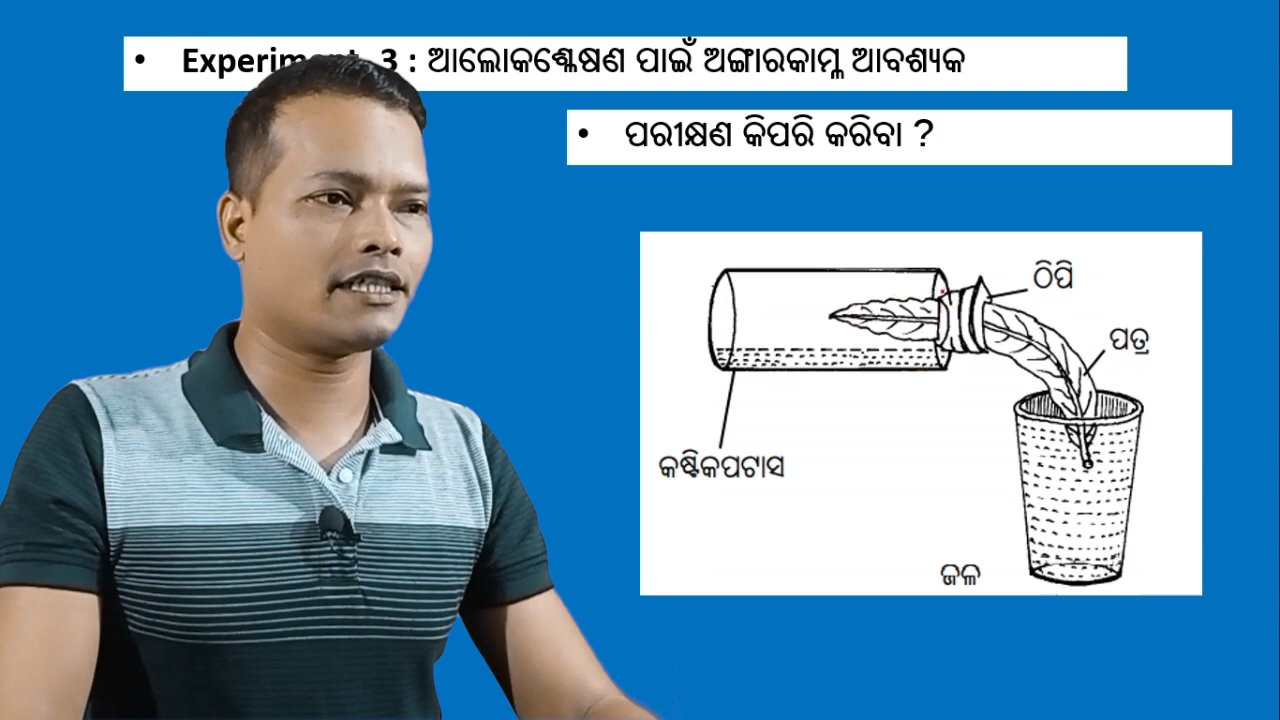 • Experiment 3 : ଆଲୋକଶ୍ଳେଷଣ ପାଇଁ ଅଙ୍ଗାରକାମ୍ଳ ଆବଶ୍ୟକ
• ପରୀକ୍ଷଣ କିପରି କରିବା ?
ଠିପି
ପତ୍ର
କଷ୍ଟିକପଟାସ
ଜଳ